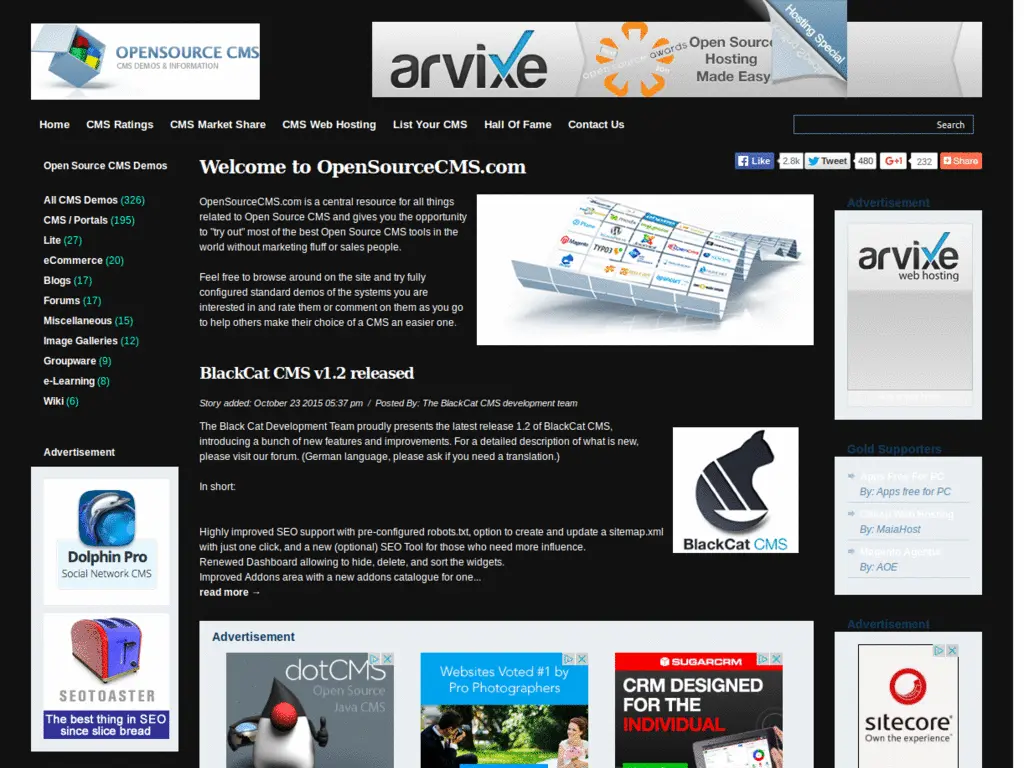 OPENSOURCE CMS
CMS DEMOS & INFORMATION
arvixe
awards
Open Source
Hosting
Made Easy
Hosting Special
Home
CMS Ratings
CMS Market Share
CMS Web Hosting
List Your CMS
Hall Of Fame
Contact Us
Search
Open Source CMS Demos
All CMS Demos (326)
CMS / Portals (195)
Lite (27)
eCommerce (20)
Blogs (17)
Forums (17)
Miscellaneous (15)
Image Galleries (12)
Groupware (9)
e-Learning (8)
Wiki (6)
Advertisement
Dolphin Pro
Social Network CMS
SEOTOASTER
The best thing in SEO
since slice bread
Welcome to OpenSourceCMS.com
Like 2.8k Tweet 480 +1 232 Share
OpenSourceCMS.com is a central resource for all things
related to Open Source CMS and gives you the opportunity
to "try out" most of the best Open Source CMS tools in the
world without marketing fluff or sales people.
Feel free to browse around on the site and try fully
configured standard demos of the systems you are
interested in and rate them or comment on them as you go
to help others make their choice of a CMS an easier one.
BlackCat CMS v1.2 released
Story added: October 23 2015 05:37 pm / Posted By: The BlackCat CMS development team
The Black Cat Development Team proudly presents the latest release 1.2 of BlackCat CMS,
introducing a bunch of new features and improvements. For a detailed description of what is new,
please visit our forum. (German language, please ask if you need a translation.)
In short:
Highly improved SEO support with pre-configured robots.txt, option to create and update a sitemap.xml
with just one click, and a new (optional) SEO Tool for those who need more influence.
Renewed Dashboard allowing to hide, delete, and sort the widgets.
Improved Addons area with a new addons catalogue for one...
read more →
BlackCat CMS
Advertisement
dotCMS
Open Source
Java CMS
Websites Voted #1 by
Pro Photographers
SUGARCRM
CRM DESIGNED
FOR THE
INDIVIDUAL
Advertisement
arvixe
web hosting
Gold Supporters
Apps Free For PC
By: Apps free for PC
By: MaiaHost
Magento Agentur
By: AOE
Advertisement
sitecore
Own the experience